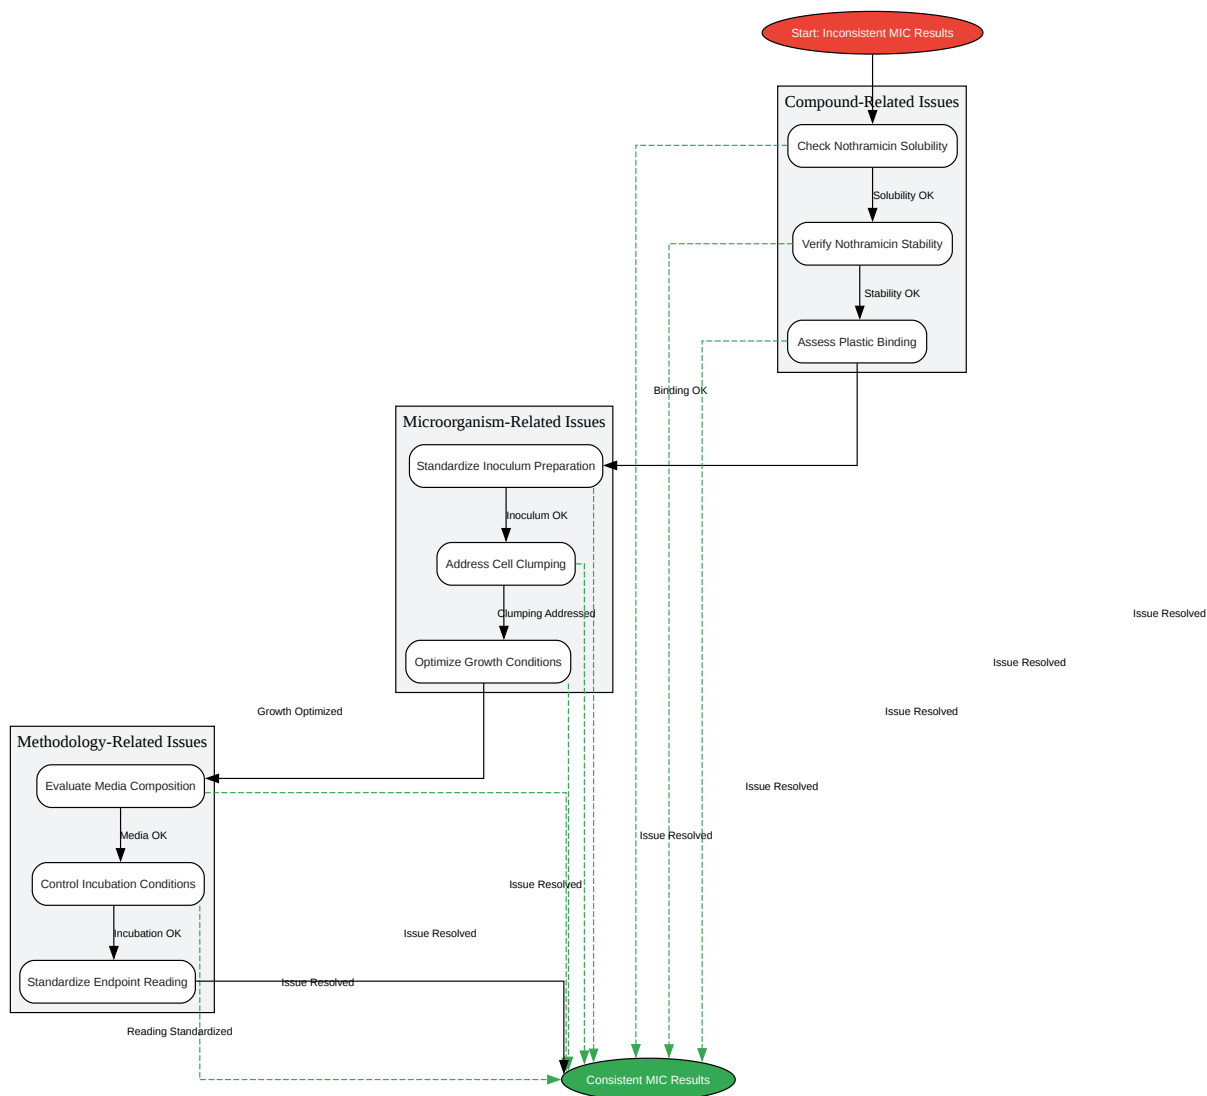 Start: Inconsistent MIC Results
Compound-Related Issues
Check Nothramicin Solubility
Solubility OK
Verify Nothramicin Stability
Stability OK
Assess Plastic Binding
Binding OK
Microorganism-Related Issues
Standardize Inoculum Preparation
Inoculum OK
Address Cell Clumping
Clumping Addressed
Issue Resolved
Optimize Growth Conditions
Issue Resolved
Growth Optimized
Issue Resolved
Methodology-Related Issues
Evaluate Media Composition
Issue Resolved
Media OK
Issue Resolved
Control Incubation Conditions
Issue Resolved
Incubation OK
Issue Resolved
Standardize Endpoint Reading
Issue Resolved
Reading Standardized
Consistent MIC Results